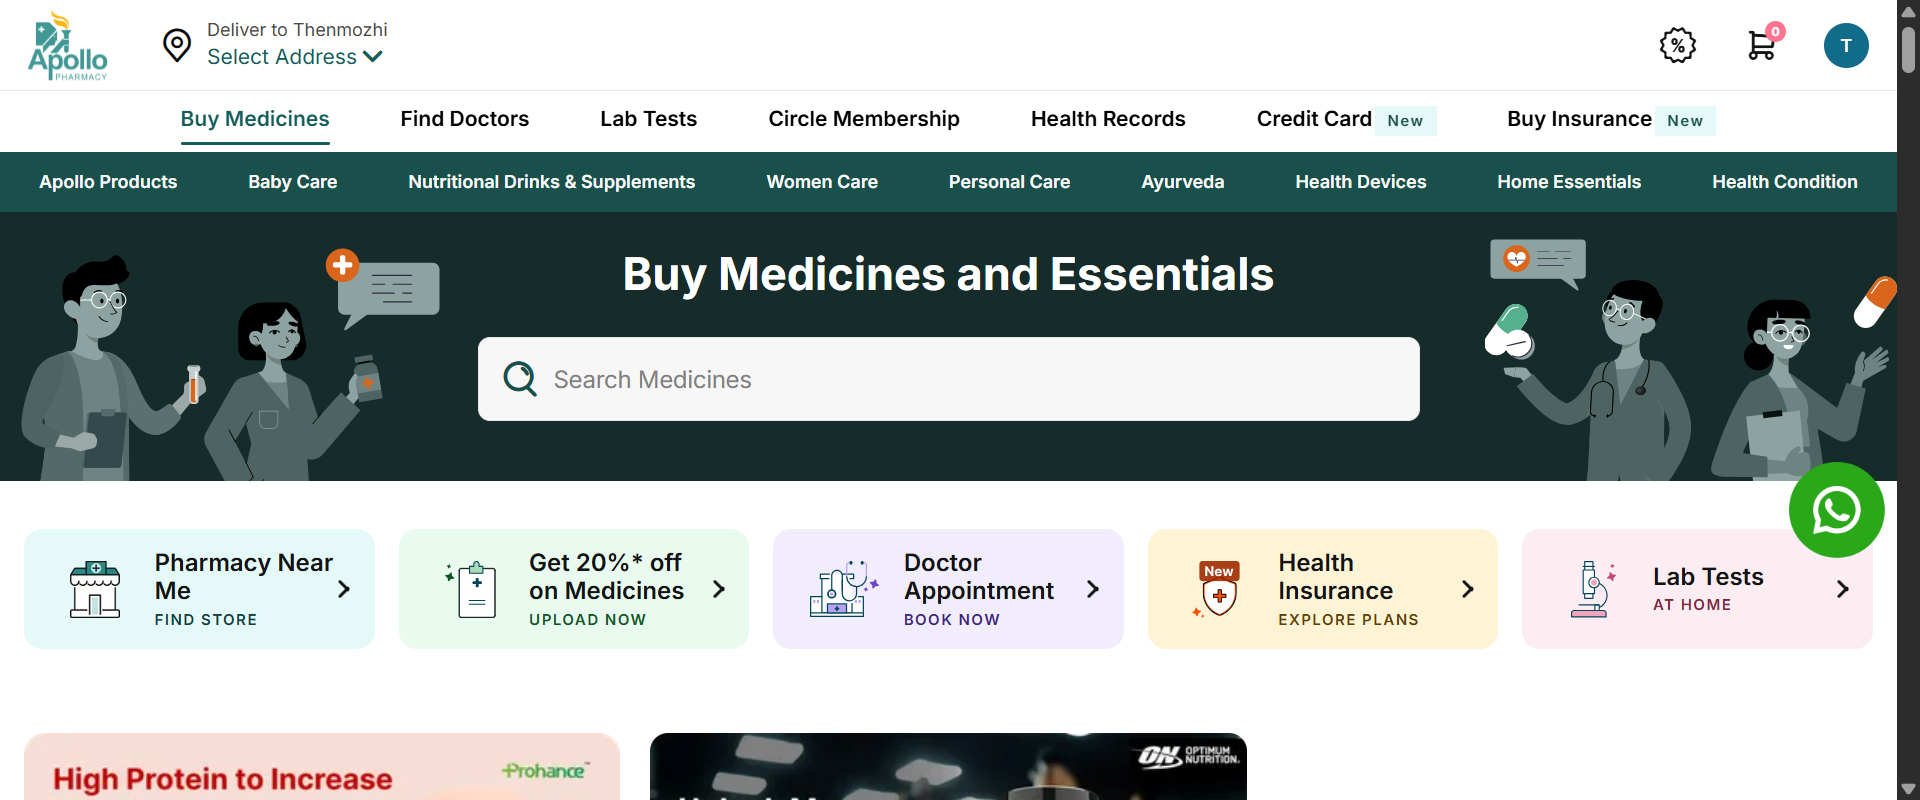 Apollo
PHARMACY
Deliver to Thenmozhi
Select Address
%
0
T
Buy Medicines
Find Doctors
Lab Tests
Circle Membership
Health Records
Credit Card New
Buy Insurance New
Apollo Products
Baby Care
Nutritional Drinks & Supplements
Women Care
Personal Care
Ayurveda
Health Devices
Home Essentials
Health Condition
Buy Medicines and Essentials
Search Medicines
Pharmacy Near
Me
FIND STORE
Get 20%* off
on Medicines
UPLOAD NOW
Doctor
Appointment
BOOK NOW
New
Health
Insurance
EXPLORE PLANS
Lab Tests
AT HOME
High Protein to Increase
Prohance™
ON OPTIMUM
NUTRITION.